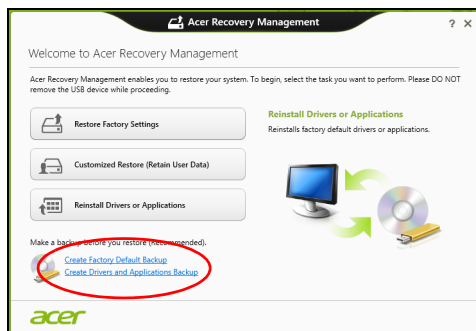 Acer Recovery Management
? X
Welcome to Acer Recovery Management
Acer Recovery Management enables you to restore your system. To begin, select the task you want to perform. Please DO NOT
remove the USB device while proceeding.
Restore Factory Settings
Customized Restore (Retain User Data)
Reinstall Drivers or Applications
Reinstall Drivers or Applications
Reinstalls factory default drivers or applications.
Make a backup before you restore (Recommended).
Create Factory Default Backup
Create Drivers and Applications Backup
acer